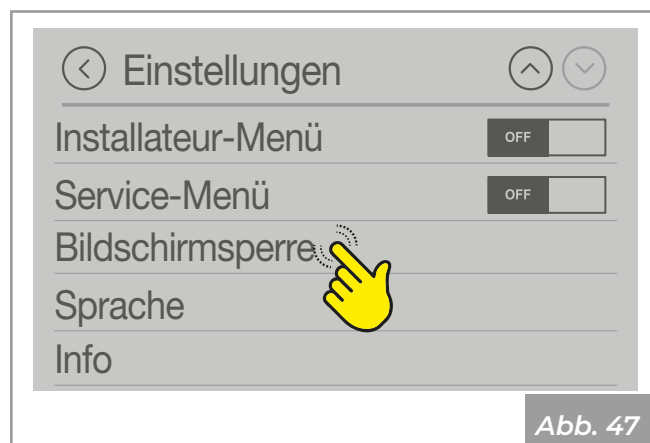 Einstellungen
Installateur-Menü OFF
Service-Menü OFF
Bildschirmsperre
Sprache
Info
Abb. 47